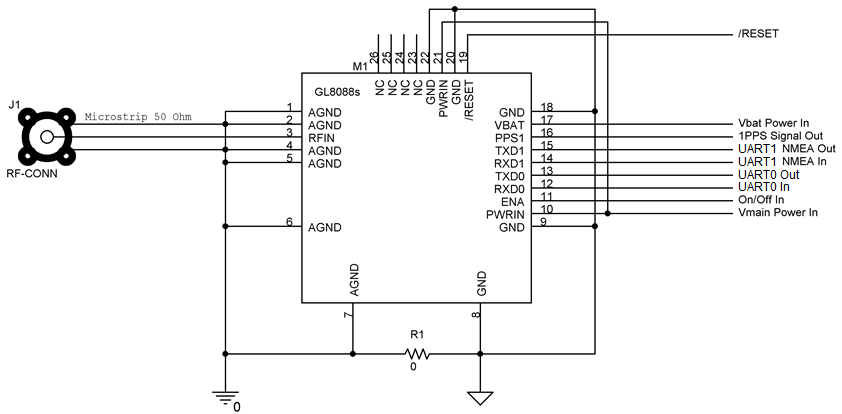 /RESET
26
25
24
23
22
21
20
19
M1
NC
NC
NC
NC
GND
PWRIN
GND
/RESET
GL8088s
J1
Microstrip 50 Ohm
RF-CONN
1 AGND
2 AGND
3 RFIN
4 AGND
5 AGND
6 AGND
GND 18
VBAT 17 Vbat Power In
PPS1 16 1PPS Signal Out
TXD1 15 UART1 NMEA Out
RXD1 14 UART1 NMEA In
TXD0 13 UART0 Out
RXD0 12 UART0 In
ENA 11 On/Off In
PWRIN 10 Vmain Power In
GND 9
AGND
GND
7
8
R1
0
0